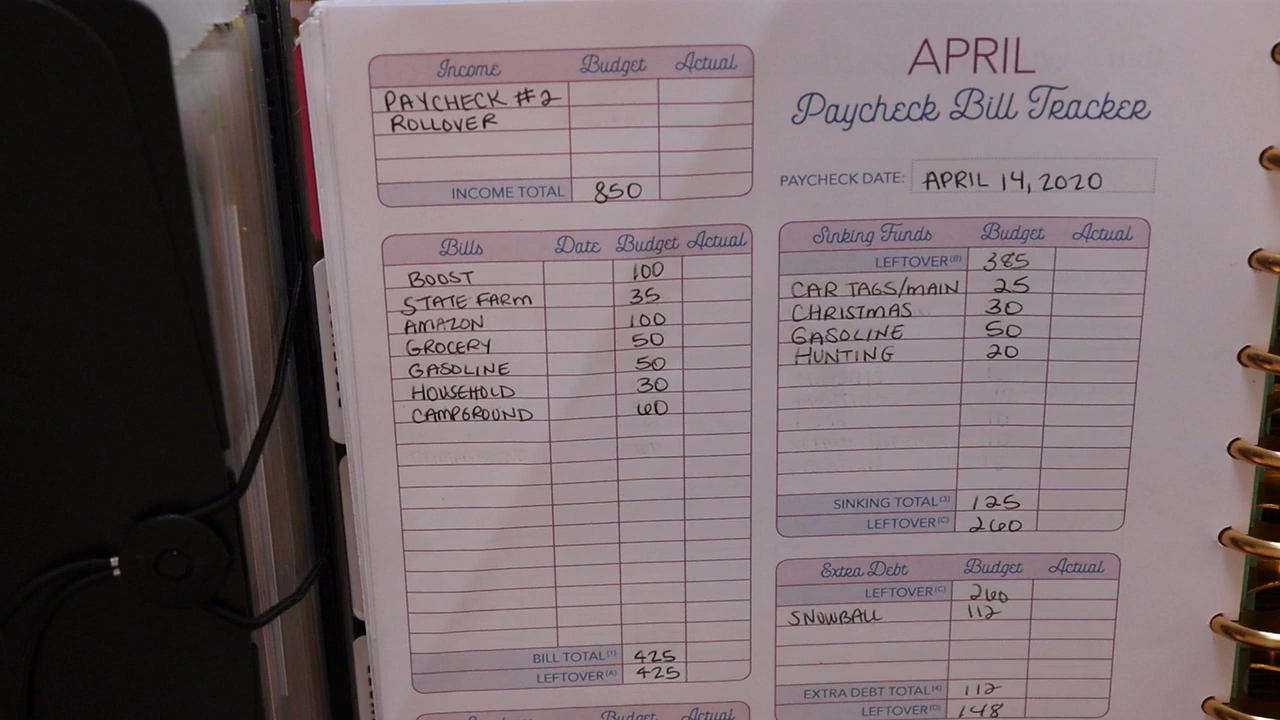 Income Budget Actual
PAYCHECK #2
ROLLOVER
INCOME TOTAL 850
APRIL
Paycheck Bill Tracker
PAYCHECK DATE: APRIL 14, 2020
Bills Date Budget Actual
BOOST 100
STATE FARM 35
AMAZON 100
GROCERY 50
GASOLINE 50
HOUSEHOLD 30
CAMPGROUND 60
BILL TOTAL(1) 425
LEFTOVER(A) 425
Budget Actual
Sinking Funds Budget Actual
LEFTOVER(B) 385
CAR TAGS/MAIN 25
CHRISTMAS 30
GASOLINE 50
HUNTING 20
SINKING TOTAL(3) 125
LEFTOVER(C) 260
Extra Debt Budget Actual
LEFTOVER(C) 260
SNOWBALL 112
EXTRA DEBT TOTAL(4) 112
LEFTOVER(D) 148